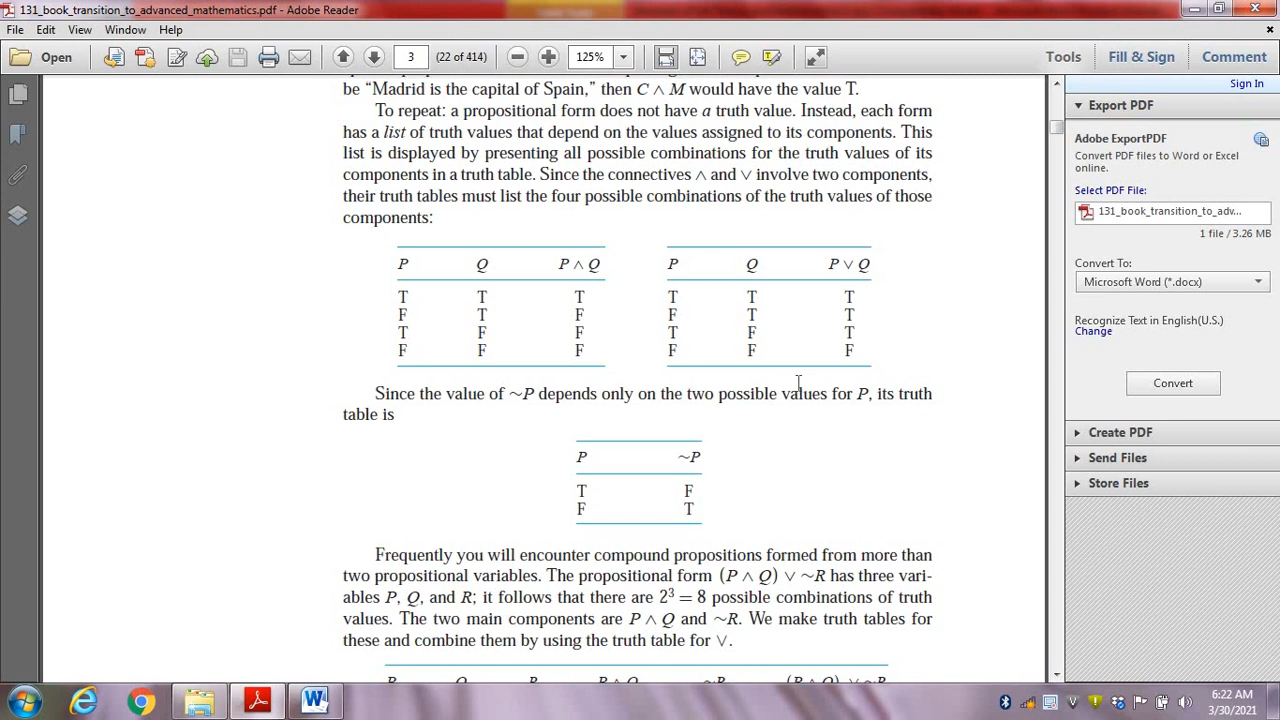 131_book_transition_to_advanced_mathematics.pdf - Adobe Reader
File Edit View Window Help
Open 3 (22 of 414) 125% Tools Fill & Sign Comment
Sign In
be “Madrid is the capital of Spain,” then C ∧ M would have the value T.
To repeat: a propositional form does not have a truth value. Instead, each form
has a list of truth values that depend on the values assigned to its components. This
list is displayed by presenting all possible combinations for the truth values of its
components in a truth table. Since the connectives ∧ and ∨ involve two components,
their truth tables must list the four possible combinations of the truth values of those
components:
P Q P ∧ Q
T T T
F T F
T F F
F F F
P Q P ∨ Q
T T T
F T T
T F T
F F F
Since the value of ~P depends only on the two possible values for P, its truth
table is
P ~P
T F
F T
Frequently you will encounter compound propositions formed from more than
two propositional variables. The propositional form (P ∧ Q) ∨ ~R has three vari-
ables P, Q, and R; it follows that there are 2³ = 8 possible combinations of truth
values. The two main components are P ∧ Q and ~R. We make truth tables for
these and combine them by using the truth table for ∨.
P Q R P ∧ Q ~R (P ∧ Q) ∨ ~R
Export PDF
Adobe ExportPDF
Convert PDF files to Word or Excel
online.
Select PDF File:
131_book_transition_to_adv...
1 file / 3.26 MB
Convert To:
Microsoft Word (*.docx)
Recognize Text in English(U.S.)
Change
Convert
Create PDF
Send Files
Store Files
6:22 AM
3/30/2021